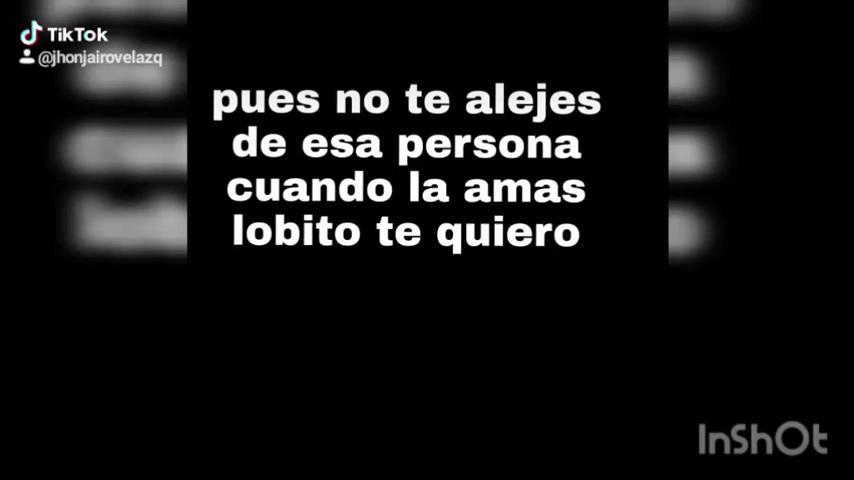 TikTok
@jhonjairovelazq
pues no te alejes
de esa persona
cuando la amas
lobito te quiero
InShOt